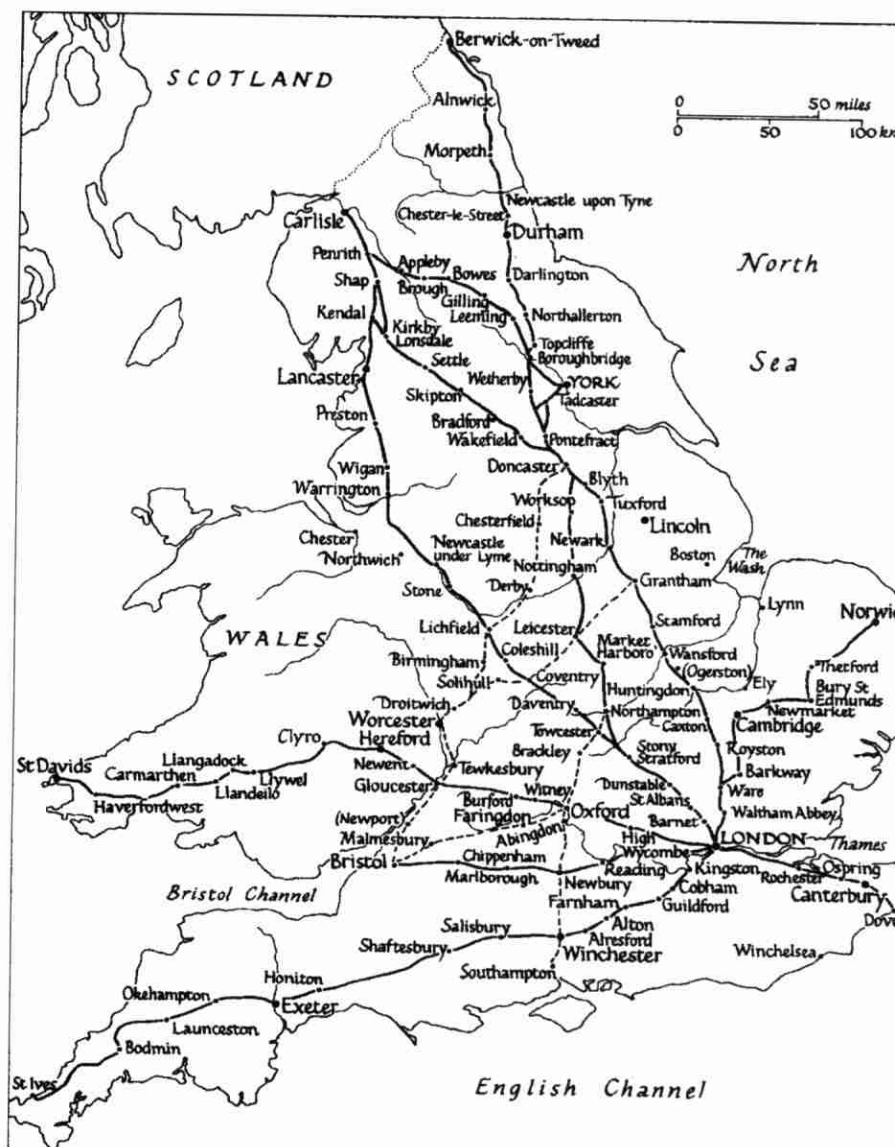 Berwick-on-Tweed
SCOTLAND
0 50 miles
0 50 100 km
Alnwick
Morpeth
Newcastle upon Tyne
Chester-le-Street
Carlisle
Durham
North
Sea
Penrith
Appleby
Brough
Bowes
Darlington
Shap
Gilling
Leeming
Northallerton
Kendal
Kirkby
Lonsdale
Topcliffe
Boroughbridge
Settle
Wetherby
YORK
Tadcaster
Lancaster
Skipton
Preston
Bradford
Wakefield
Pontefract
Wigan
Doncaster
Blyth
Warrington
Worksop
Tuxford
Chesterfield
Lincoln
Chester
Northwich
Newcastle
under Lyme
Newark
Boston
The
Wash
Nottingham
Stone
Derby
Grantham
Lynn
Norwic
WALES
Lichfield
Leicester
Stamford
Coleshill
Market
Harboro
Wansford
(Ogerston)
Thetford
Birmingham
Solihull
Coventry
Ely
Bury St
Edmunds
Huntingdon
Newmarket
Droitwich
Daventry
Northampton
Caxton
Cambridge
Worcester
Towcester
Clyro
Hereford
Brackley
Stony
Stratford
Royston
St Davids
Llangadock
Carmarthen
Llywel
Llandeilo
Newent
Tewkesbury
Barkway
Haverfordwest
Gloucester
Witney
Burford
Dunstable
St Albans
Ware
(Newport)
Faringdon
Oxford
Barnet
Waltham Abbey
Malmesbury
Abingdon
High
Wycombe
LONDON
Thames
Bristol
Chippenham
Marlborough
Reading
Newbury
Kingston
Rochester
Ospring
Bristol Channel
Cobham
Canterbury
Farnham
Guildford
Dove
Salisbury
Alton
Alresford
Shaftesbury
Winchester
Winchelsea
Southampton
Honiton
Okehampton
Exeter
Launceston
Bodmin
St Ives
English Channel